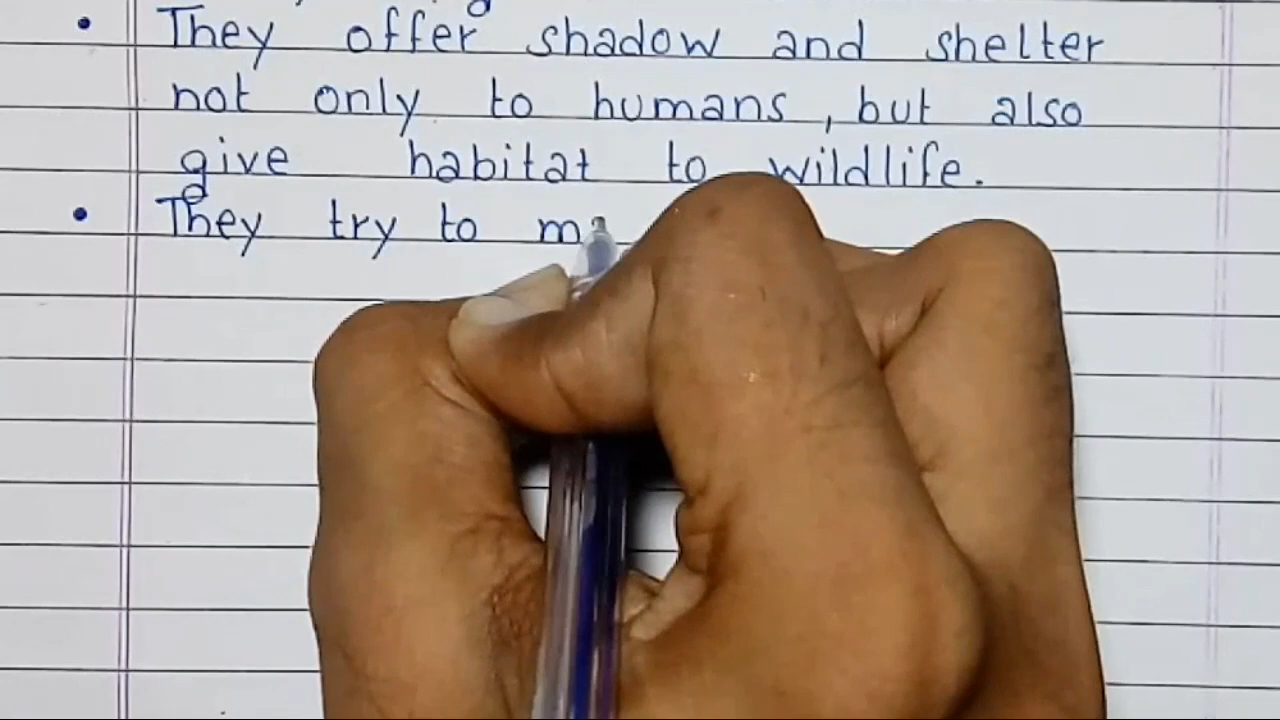 • They offer shadow and shelter
not only to humans, but also
give habitat to wildlife.
• They try to m